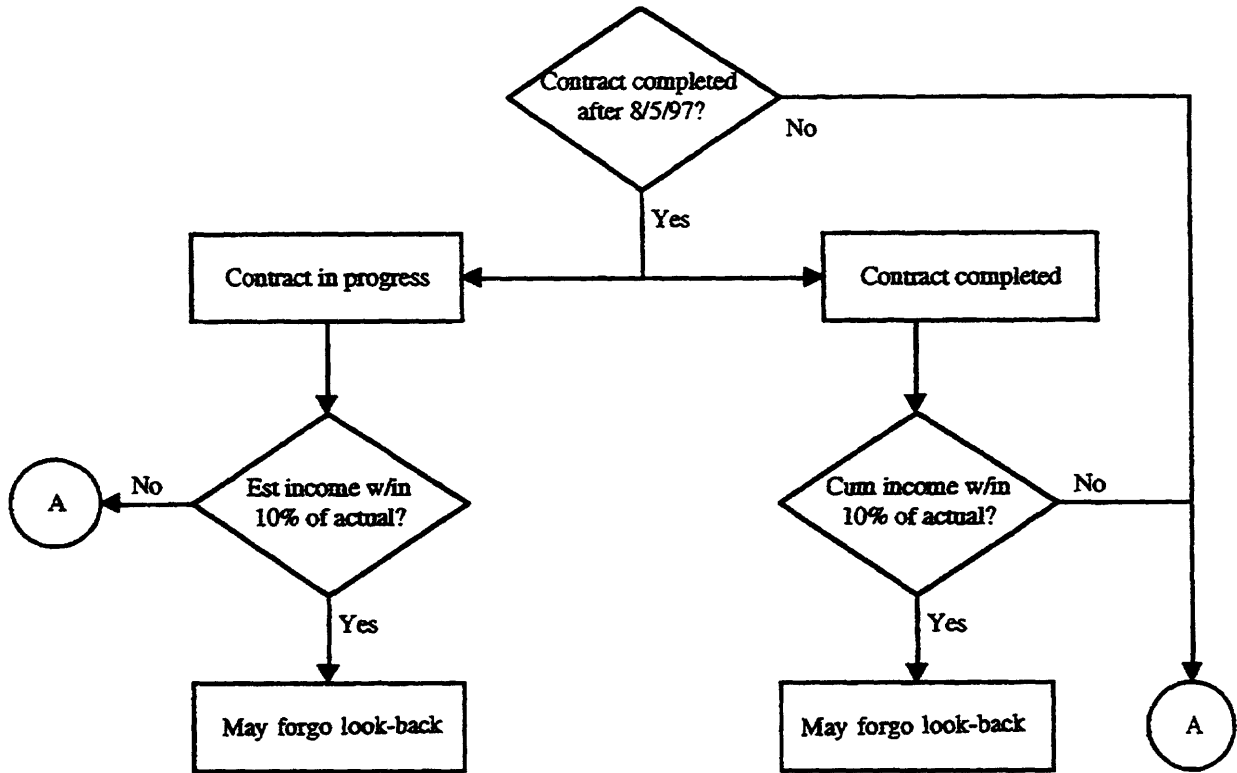 Contract completed
after 8/5/97?
No
Yes
Contract in progress
Contract completed
A
No
Est income w/in
10% of actual?
Cum income w/in
10% of actual?
No
Yes
Yes
May forgo look-back
May forgo look-back
A